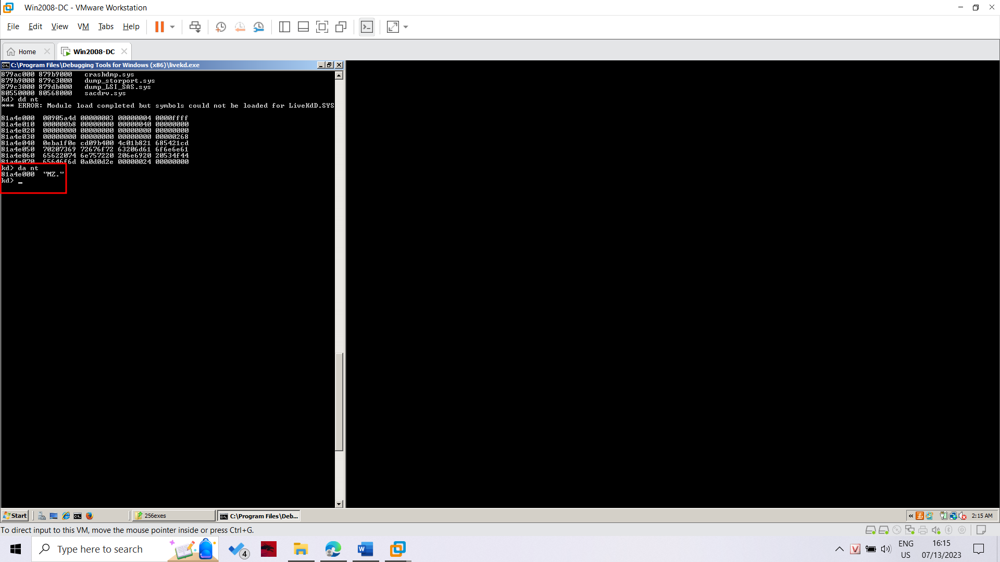 Win2008-DC - VMware Workstation
File Edit View VM Tabs Help
Home Win2008-DC
C:\Program Files\Debugging Tools for Windows (x86)\livekd.exe
879ac000 879b9000 crashdmp.sys
879b9000 879c3000 dump_storport.sys
879c3000 879db000 dump_LSI_SAS.sys
80550000 80568000 sacdrv.sys
kd> dd nt
*** ERROR: Module load completed but symbols could not be loaded for LiveKdD.SYS
81a4e000 00905a4d 00000003 00000004 0000ffff
81a4e010 000000b8 00000000 00000040 00000000
81a4e020 00000000 00000000 00000000 00000000
81a4e030 00000000 00000000 00000000 00000268
81a4e040 0eba1f0e cd09b400 4c01b821 685421cd
81a4e050 70207369 72676f72 63206d61 6f6e6e61
81a4e060 65622074 6e757220 206e6920 20534f44
81a4e070 65646f6d 0a0d0d2e 00000024 00000000
kd> da nt
81a4e000 "MZ."
kd> _
Start 256exes C:\Program Files\Deb... « 2:15 AM
To direct input to this VM, move the mouse pointer inside or press Ctrl+G.
Type here to search 4 W V ENG US 16:15 07/13/2023